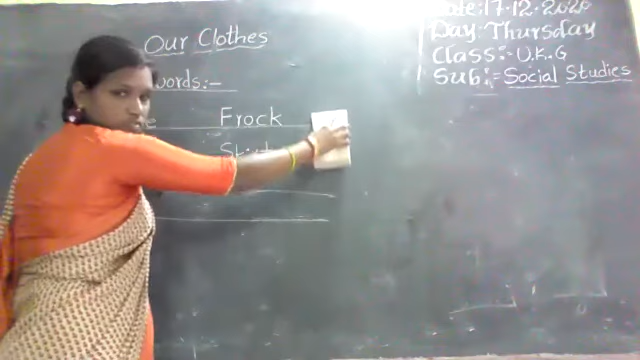 Our Clothes
words:-
Frock
Date:17-12-2020
Day:Thursday
Class:-U.K.G
Sub:-Social Studies